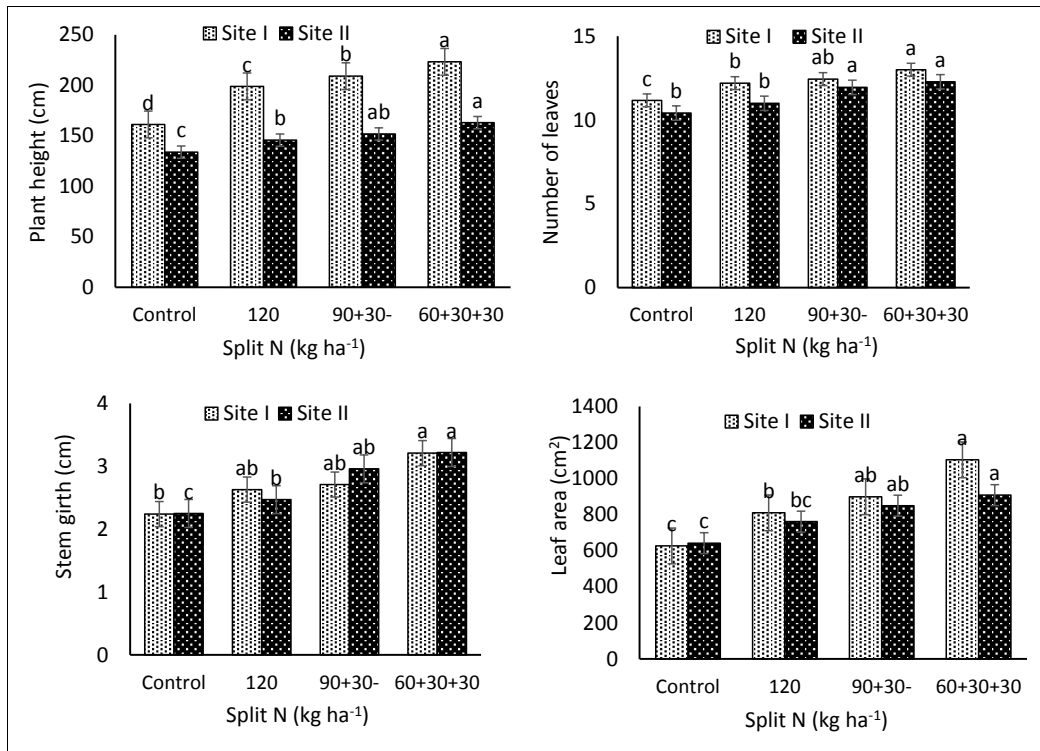 Site I Site II
Plant height (cm)
250
200
150
100
50
0
d c c b b ab a a
Control 120 90+30- 60+30+30
Split N (kg ha⁻¹)
Site I Site II
Number of leaves
15
10
5
0
c b b b ab a a a
Control 120 90+30- 60+30+30
Split N (kg ha⁻¹)
Site I Site II
Stem girth (cm)
4
3
2
1
0
b c ab b ab ab a a
Control 120 90+30- 60+30+30
Split N (kg ha⁻¹)
Site I Site II
Leaf area (cm²)
1400
1200
1000
800
600
400
200
0
c c b bc ab ab a a
Control 120 90+30- 60+30+30
Split N (kg ha⁻¹)